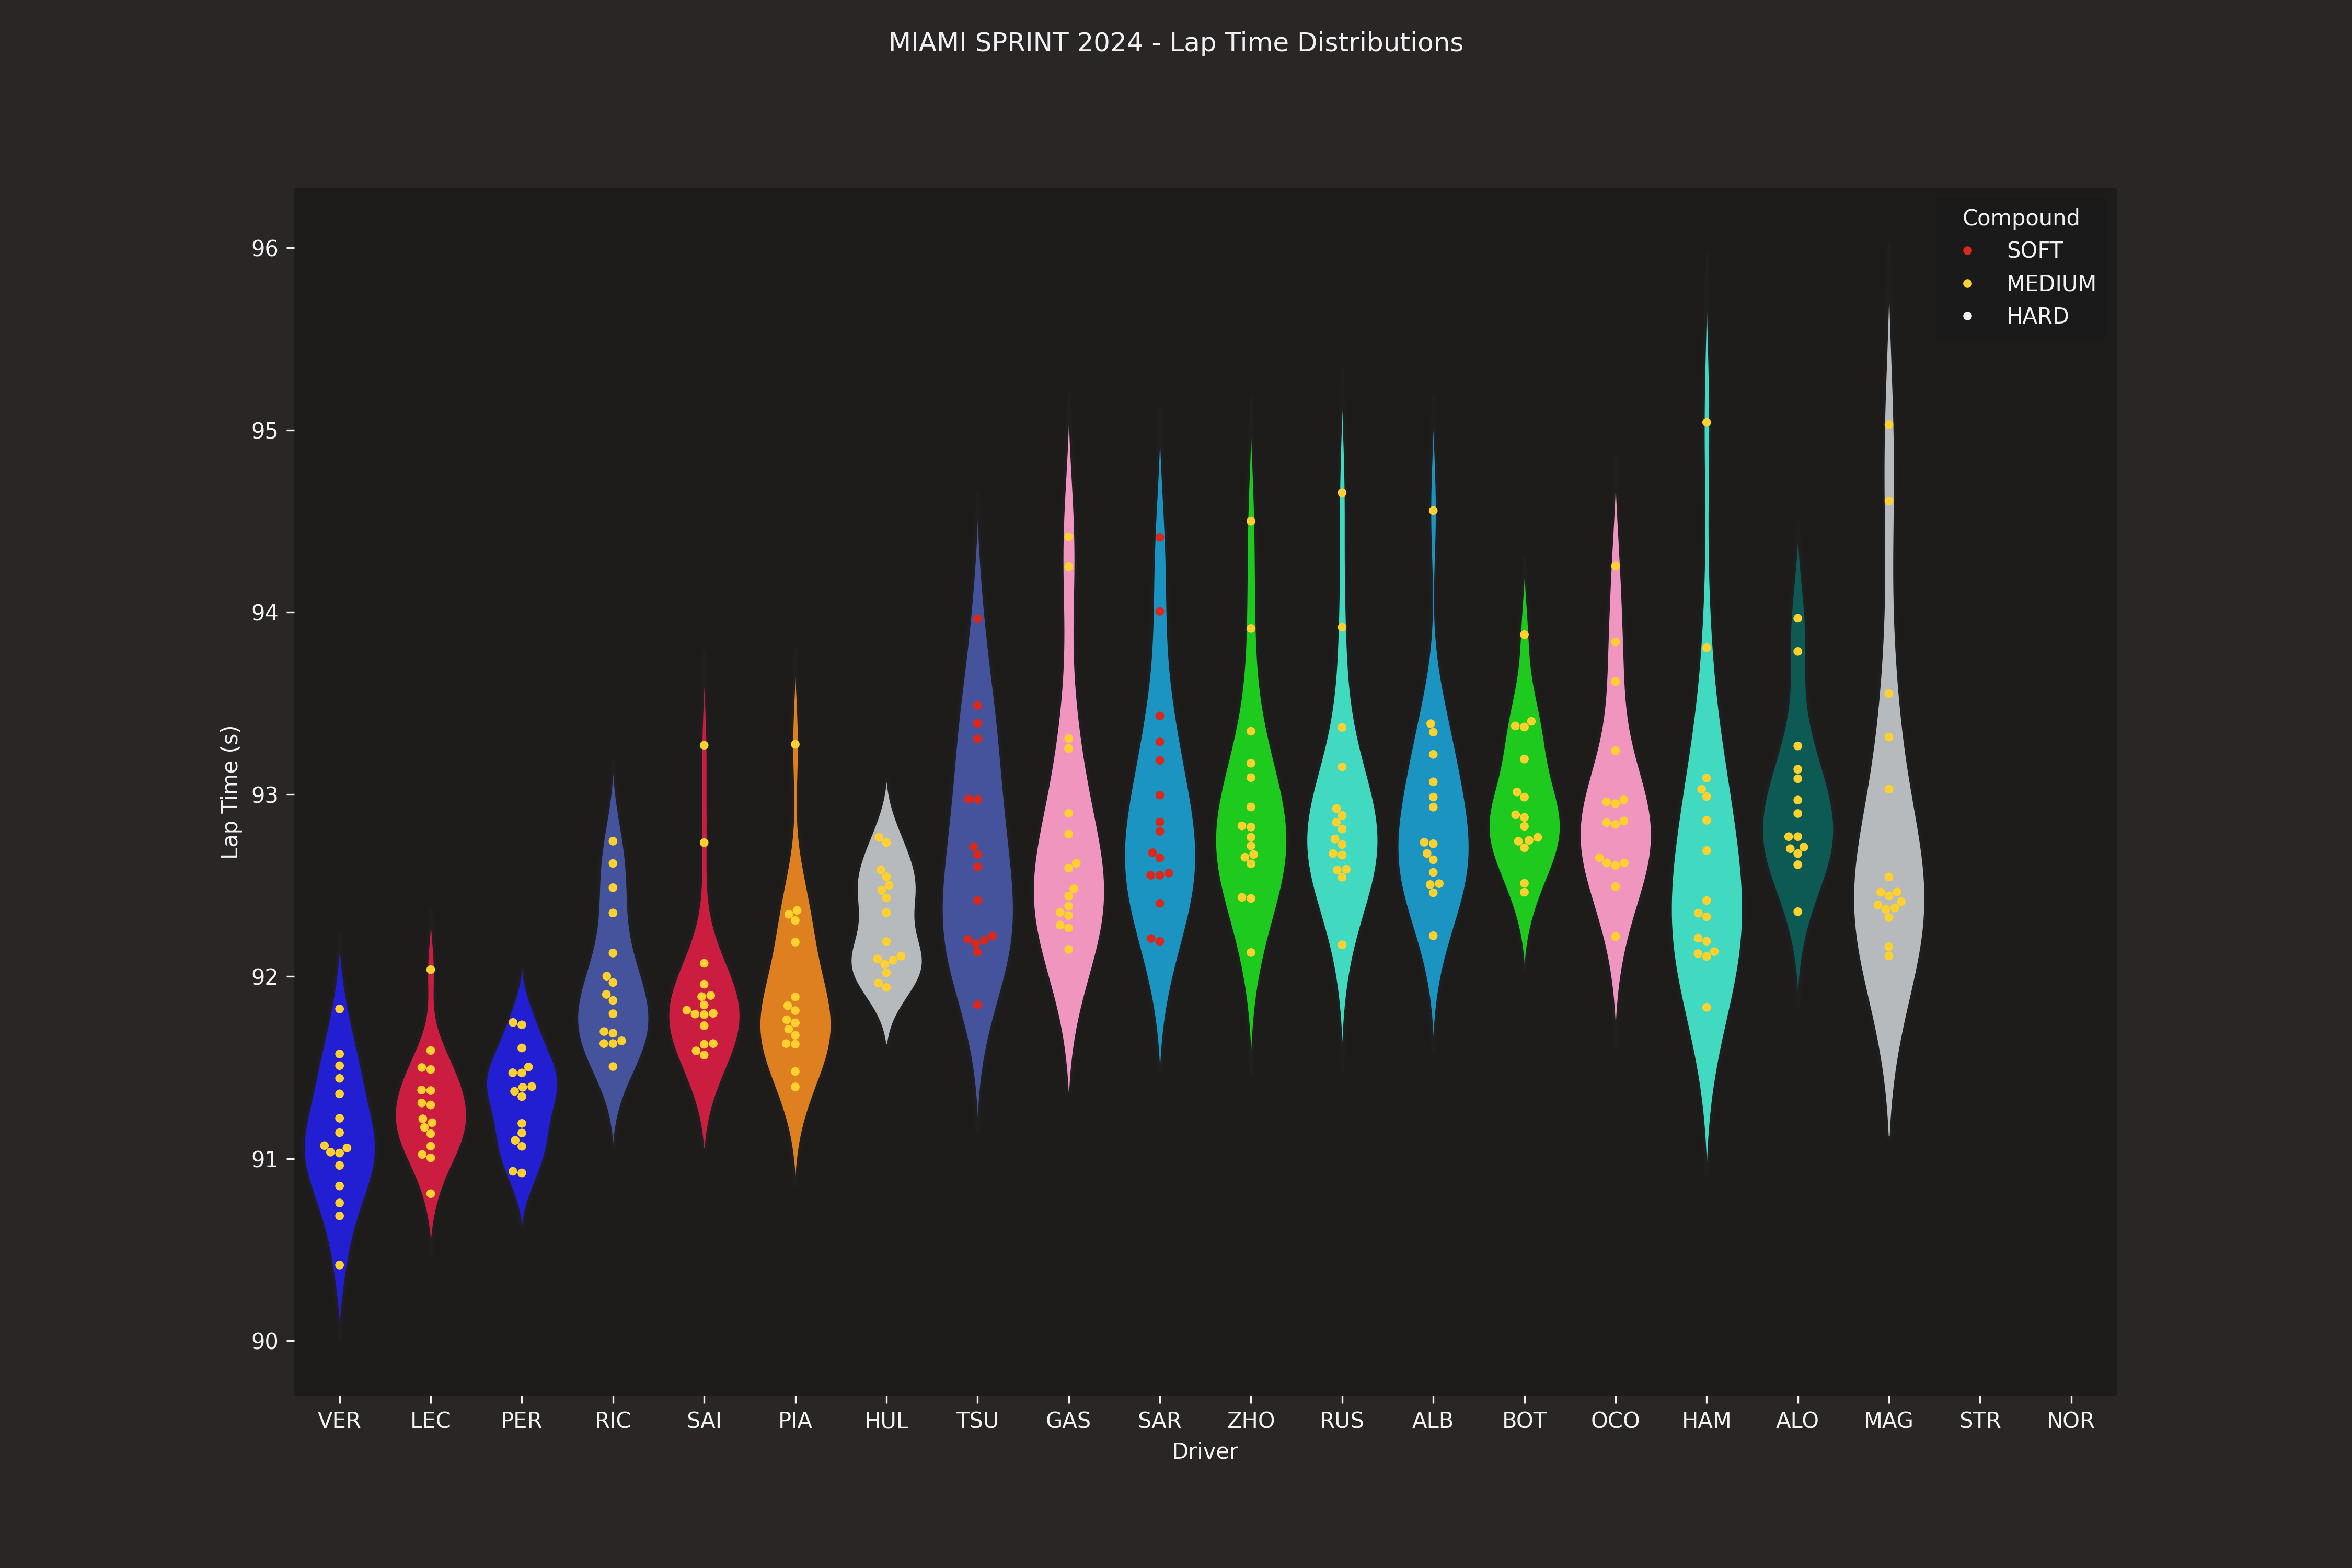 MIAMI SPRINT 2024 - Lap Time Distributions
Compound
SOFT
MEDIUM
HARD
96
95
94
93
92
91
90
Lap Time (s)
VER LEC PER RIC SAI PIA HUL TSU GAS SAR ZHO RUS ALB BOT OCO HAM ALO MAG STR NOR
Driver